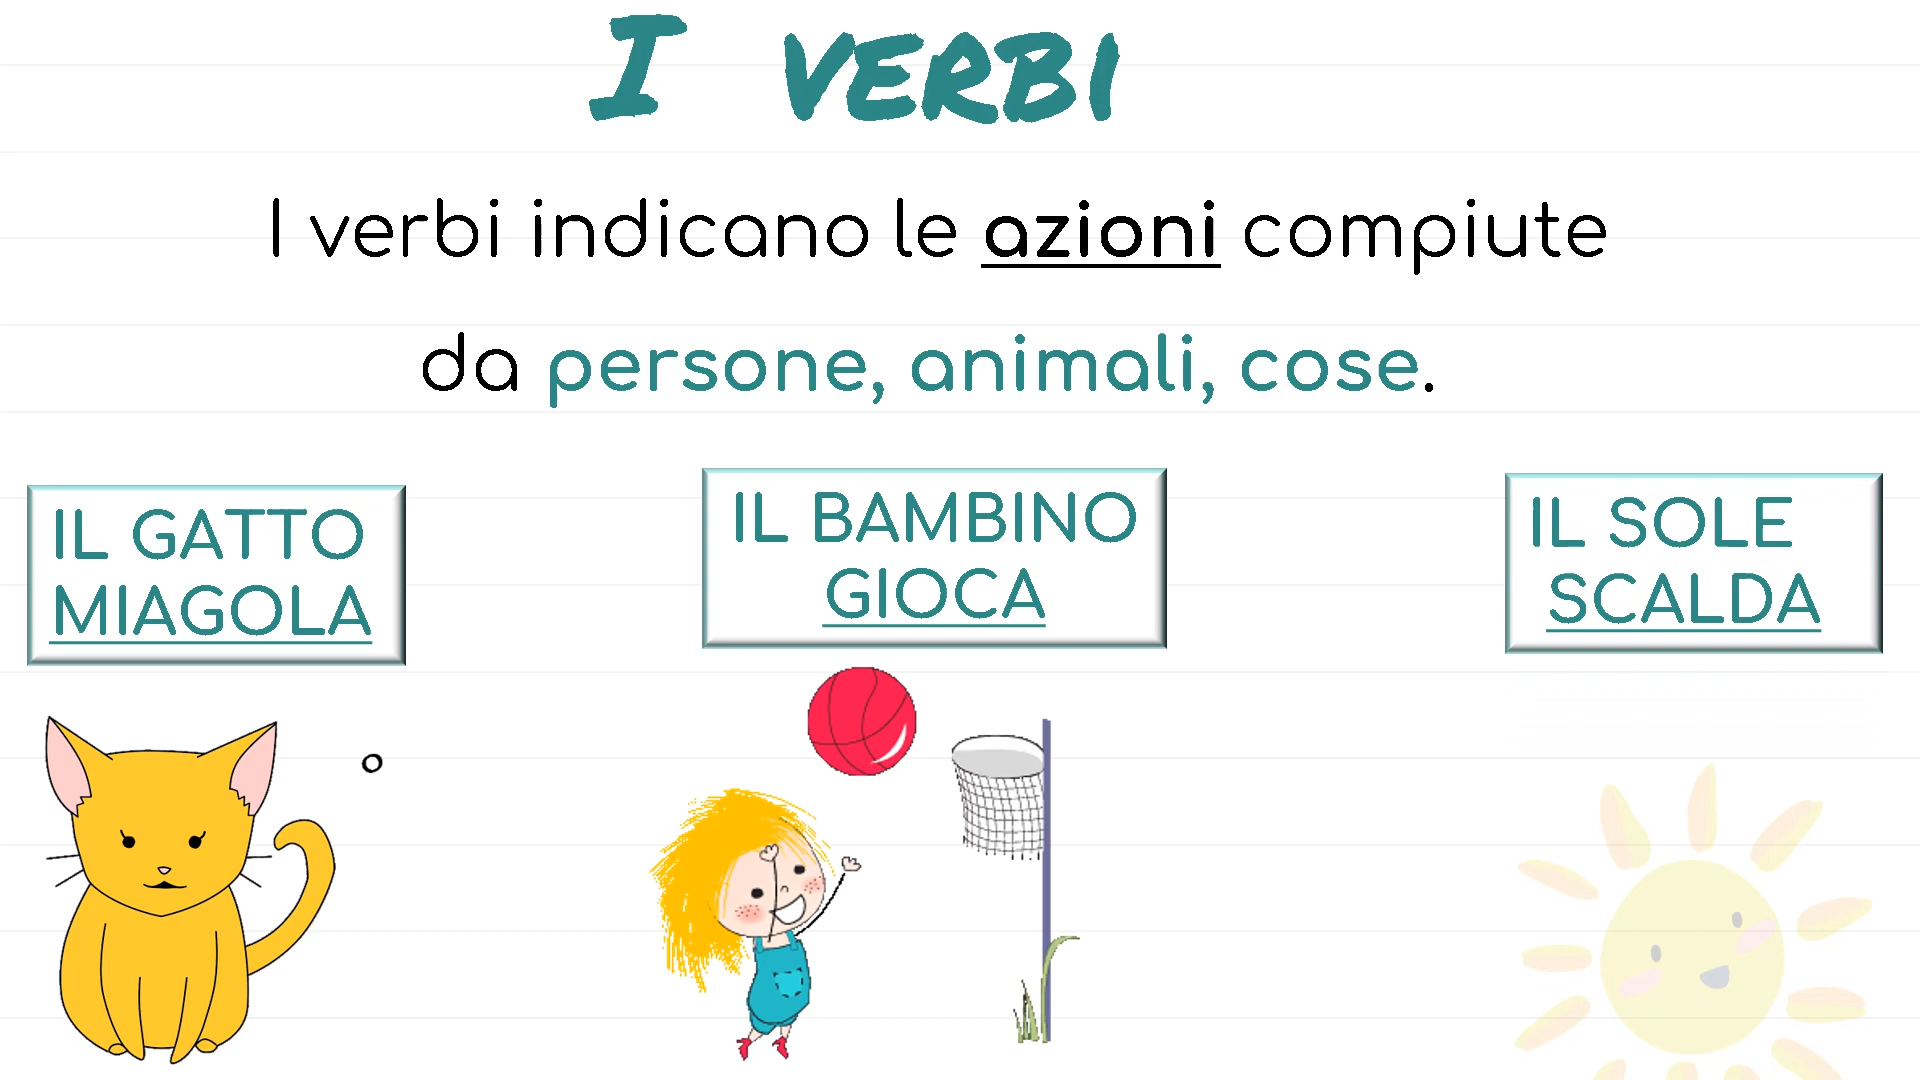 I VERBI
I verbi indicano le azioni compiute
da persone, animali, cose.
IL GATTO
MIAGOLA
IL BAMBINO
GIOCA
IL SOLE
SCALDA